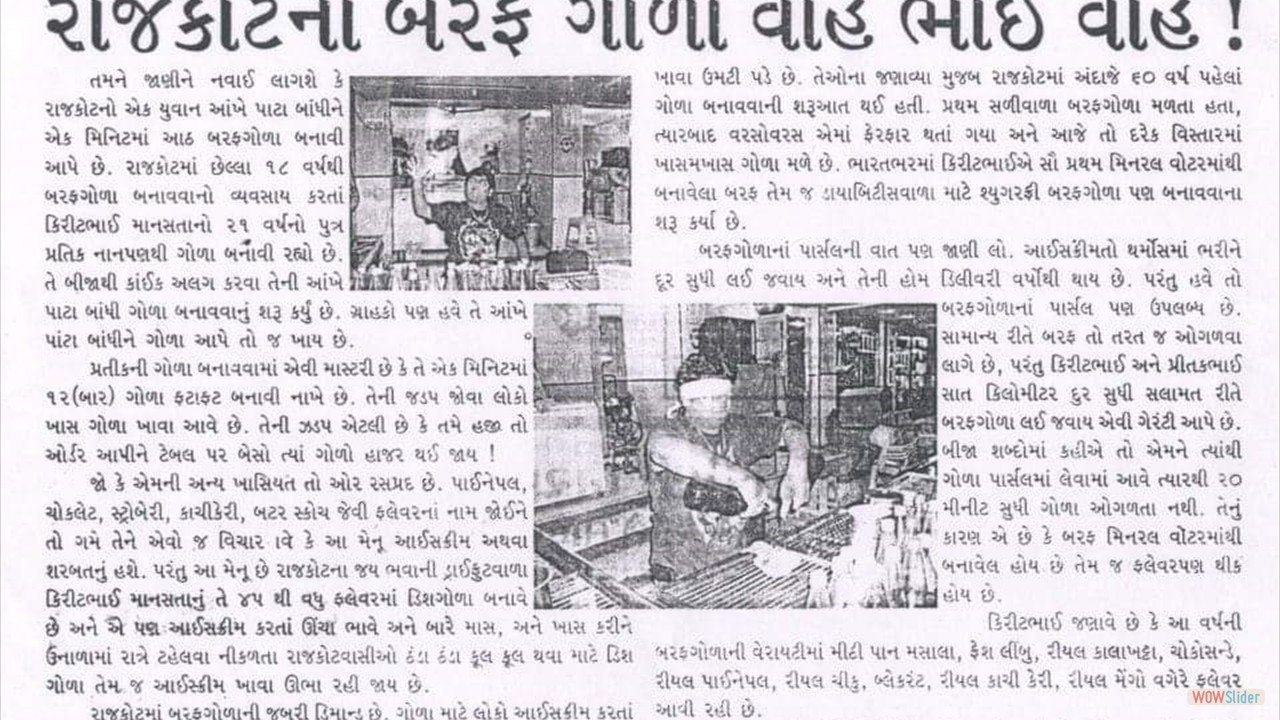 રાજકોટના બરફ ગોળા વાહ ભાઈ વાહ !
તમને જાણીને નવાઈ લાગશે કે
રાજકોટનો એક યુવાન આંખે પાટા બાંધીને
એક મિનિટમાં આઠ બરફગોળા બનાવી
આપે છે. રાજકોટમાં છેલ્લા ૧૮ વર્ષથી
બરફગોળા બનાવવાનો વ્યવસાય કરતાં
કિરીટભાઈ માનસતાનો ૨૧ વર્ષનો પુત્ર
પ્રતિક નાનપણથી ગોળા બનાવી રહ્યો છે.
તે બીજાથી કાંઈક અલગ કરવા તેની આંખે
પાટા બાંધી ગોળા બનાવવાનું શરૂ કર્યું છે. ગ્રાહકો પણ હવે તે આંખે
પાંટા બાંધીને ગોળા આપે તો જ ખાય છે.
પ્રતીકની ગોળા બનાવવામાં એવી માસ્ટરી છે કે તે એક મિનિટમાં
૧૨(બાર) ગોળા ફટાફટ બનાવી નાખે છે. તેની જડપ જોવા લોકો
ખાસ ગોળા ખાવા આવે છે. તેની ઝડપ એટલી છે કે તમે હજી તો
ઓર્ડર આપીને ટેબલ પર બેસો ત્યાં ગોળો હાજર થઈ જાય !
જો કે એમની અન્ય ખાસિયત તો ઓર રસપ્રદ છે. પાઈનેપલ,
ચોકલેટ, સ્ટ્રોબેરી, કાચીકેરી, બટર સ્કોચ જેવી ફલેવરનાં નામ જોઈને
તો ગમે તેને એવો જ વિચાર ાવે કે આ મેનૂ આઈસક્રીમ અથવા
શરબતનું હશે. પરંતુ આ મેનૂ છે રાજકોટના જય ભવાની ડ્રાઈફ્રુટવાળા
કિરીટભાઈ માનસતાનું તે ૪૫ થી વધુ ફલેવરમાં ડિશગોળા બનાવે
છે અને એ પણ આઈસક્રીમ કરતાં ઊંચા ભાવે અને બારે માસ, અને ખાસ કરીને
ઉનાળામાં રાત્રે ટહેલવા નીકળતા રાજકોટવાસીઓ ઠંડા ઠંડા કૂલ કૂલ થવા માટે ડિશ
ગોળા તેમ જ આઈસ્ક્રીમ ખાવા ઊભા રહી જાય છે.
રાજકોટમાં બરફગોળાની જબરી ડિમાન્ડ છે. ગોળા માટે લોકો આઈસક્રીમ કરતાં
ખાવા ઉમટી પડે છે. તેઓના જણાવ્યા મુજબ રાજકોટમાં અંદાજે ૬૦ વર્ષ પહેલાં
ગોળા બનાવવાની શરૂઆત થઈ હતી. પ્રથમ સળીવાળા બરફગોળા મળતા હતા,
ત્યારબાદ વરસોવરસ એમાં ફેરફાર થતાં ગયા અને આજે તો દરેક વિસ્તારમાં
ખાસમખાસ ગોળા મળે છે. ભારતભરમાં કિરીટભાઈએ સૌ પ્રથમ મિનરલ વોટરમાંથી
બનાવેલા બરફ તેમ જ ડાયાબિટીસવાળા માટે શ્યુગરફ્રી બરફગોળા પણ બનાવવાના
શરૂ કર્યા છે.
બરફગોળાનાં પાર્સલની વાત પણ જાણી લો. આઈસક્રીમતો થર્મોસમાં ભરીને
દૂર સુધી લઈ જવાય અને તેની હોમ ડિલીવરી વર્ષોથી થાય છે. પરંતુ હવે તો
બરફગોળાનાં પાર્સલ પણ ઉપલબ્ધ છે.
સામાન્ય રીતે બરફ તો તરત જ ઓગળવા
લાગે છે, પરંતુ કિરીટભાઈ અને પ્રીતકભાઈ
સાત કિલોમીટર દુર સુધી સલામત રીતે
બરફગોળા લઈ જવાય એવી ગેરંટી આપે છે.
બીજા શબ્દોમાં કહીએ તો એમને ત્યાંથી
ગોળા પાર્સલમાં લેવામાં આવે ત્યારથી ૨૦
મીનીટ સુધી ગોળા ઓગળતા નથી. તેનું
કારણ એ છે કે બરફ મિનરલ વૉટરમાંથી
બનાવેલ હોય છે તેમ જ ફલેવરપણ થીક
હોય છે.
કિરીટભાઈ જણાવે છે કે આ વર્ષની
બરફગોળાની વેરાયટીમાં મીઠી પાન મસાલા, ફ્રેશ લીંબુ, રીયલ કાલાખટ્ટા, ચોકોસન્ડે,
રીયલ પાઈનેપલ, રીયલ ચીકુ, બ્લેકરંટ, રીયલ કાચી કેરી, રીયલ મેંગો વગેરે ફલેવર
આવી રહી છે.
WOWSlider